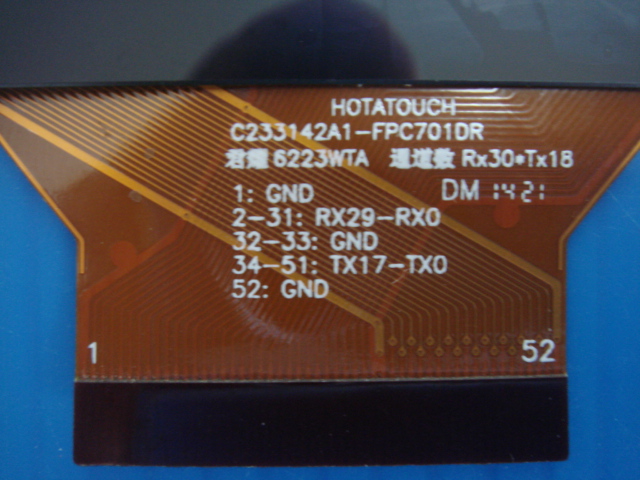 HOTATOUCH
C233142A1-FPC701DR
君耀 6223WTA 通道数 Rx30*Tx18
1: GND DM 1421
2-31: RX29-RX0
32-33: GND
34-51: TX17-TX0
52: GND
1 52